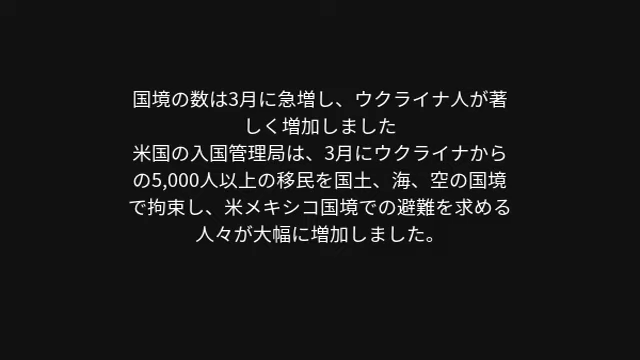 国境の数は3月に急増し、ウクライナ人が著
しく増加しました
米国の入国管理局は、3月にウクライナから
の5,000人以上の移民を国土、海、空の国境
で拘束し、米メキシコ国境での避難を求める
人々が大幅に増加しました。